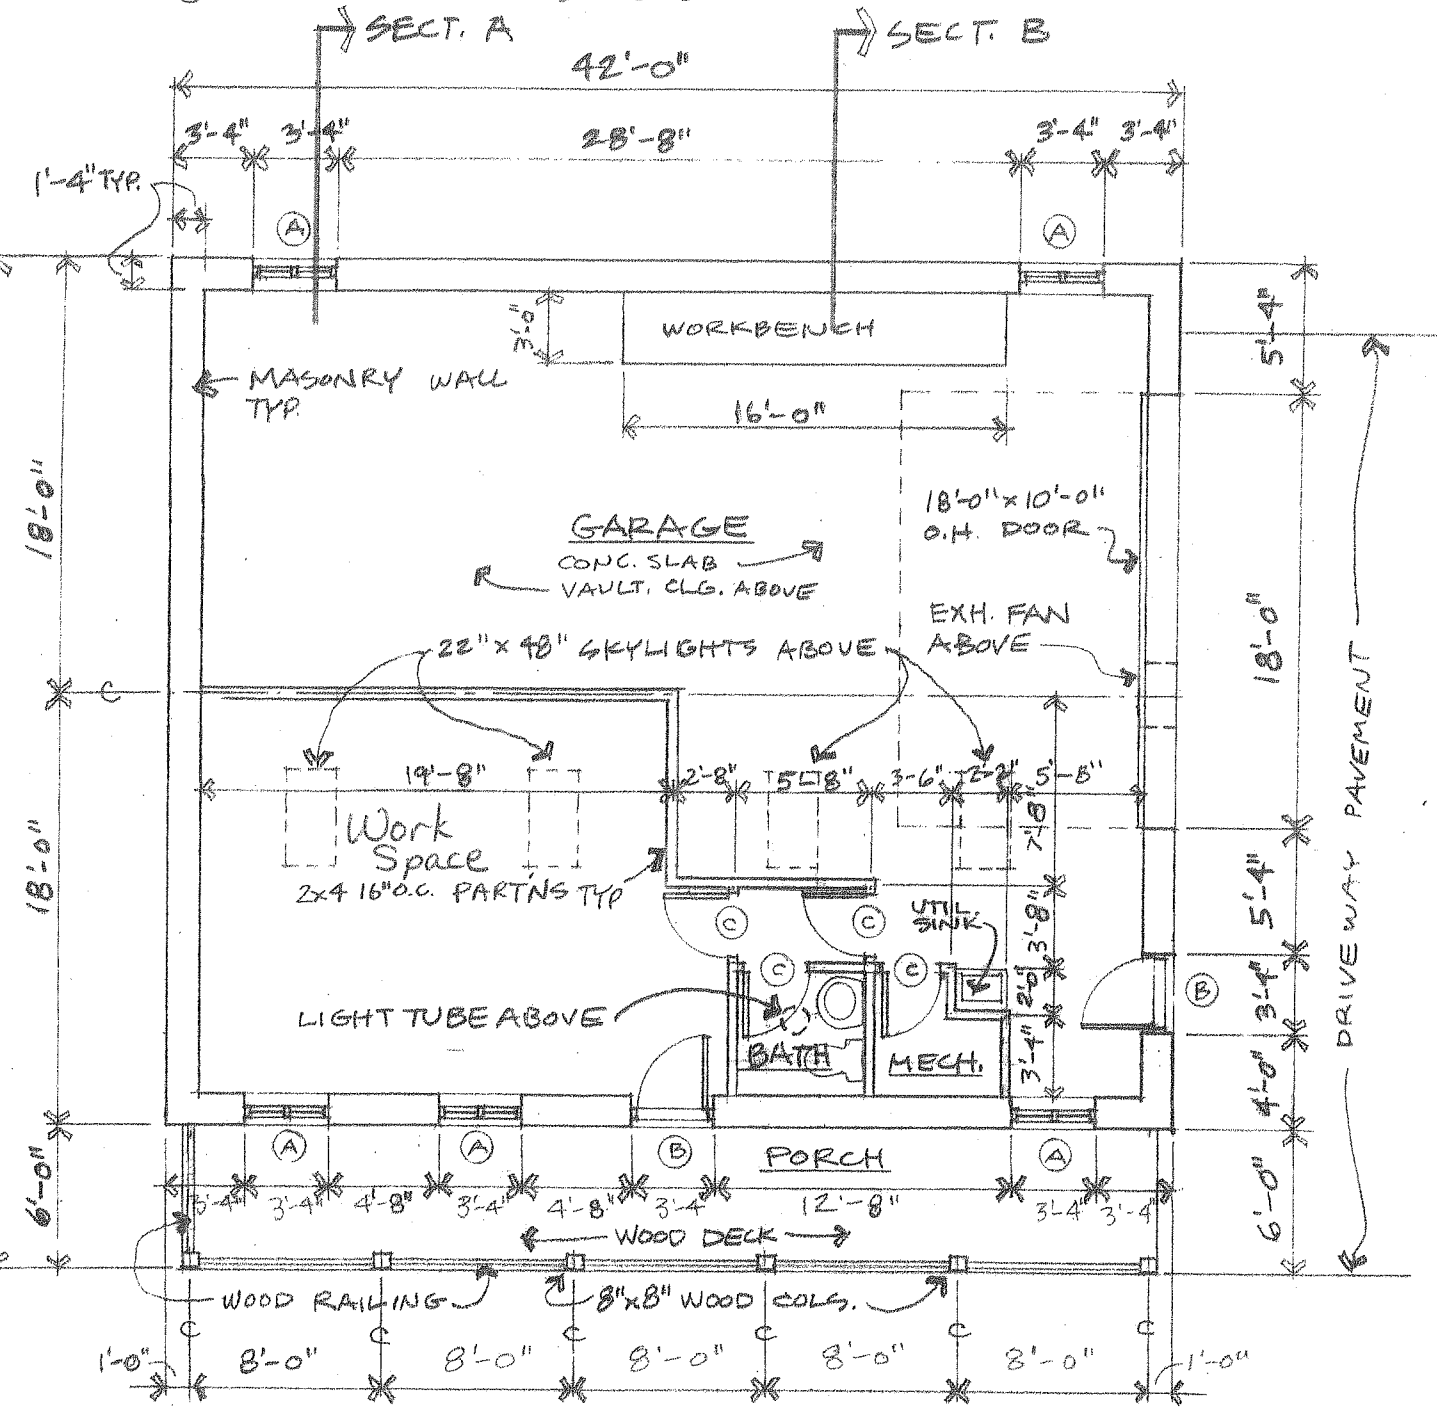 SECT. A
SECT. B
42'-0"
3'-4" 3'-4" 28'-8" 3'-4" 3'-4"
1'-4" TYP.
A
A
WORKBENCH
3'-0"
5'-4"
MASONRY WALL
TYP.
16'-0"
18'-0"
18'-0" x 10'-0"
O.H. DOOR
GARAGE
CONC. SLAB
VAULT. CLG. ABOVE
EXH. FAN
ABOVE
22" x 48" SKYLIGHTS ABOVE
18'-0"
DRIVEWAY PAVEMENT
C
19'-8" 2'-8" 5'-8" 3'-6" 2'-2" 5'-8"
7'-8"
Work
Space
2x4 16" O.C. PART'NS TYP
18'-0"
C
C
UTIL.
SINK
3'-8"
5'-4"
C
C
2'-0"
3'-4"
B
LIGHT TUBE ABOVE
BATH
MECH.
3'-4"
4'-0"
A
A
B
PORCH
A
6'-0"
3'-4" 3'-4" 4'-8" 3'-4" 4'-8" 3'-4" 12'-8" 3'-4" 3'-4"
6'-0"
WOOD DECK
WOOD RAILING
8"x8" WOOD COLS.
C C C C C C
1'-0" 8'-0" 8'-0" 8'-0" 8'-0" 8'-0" 1'-0"